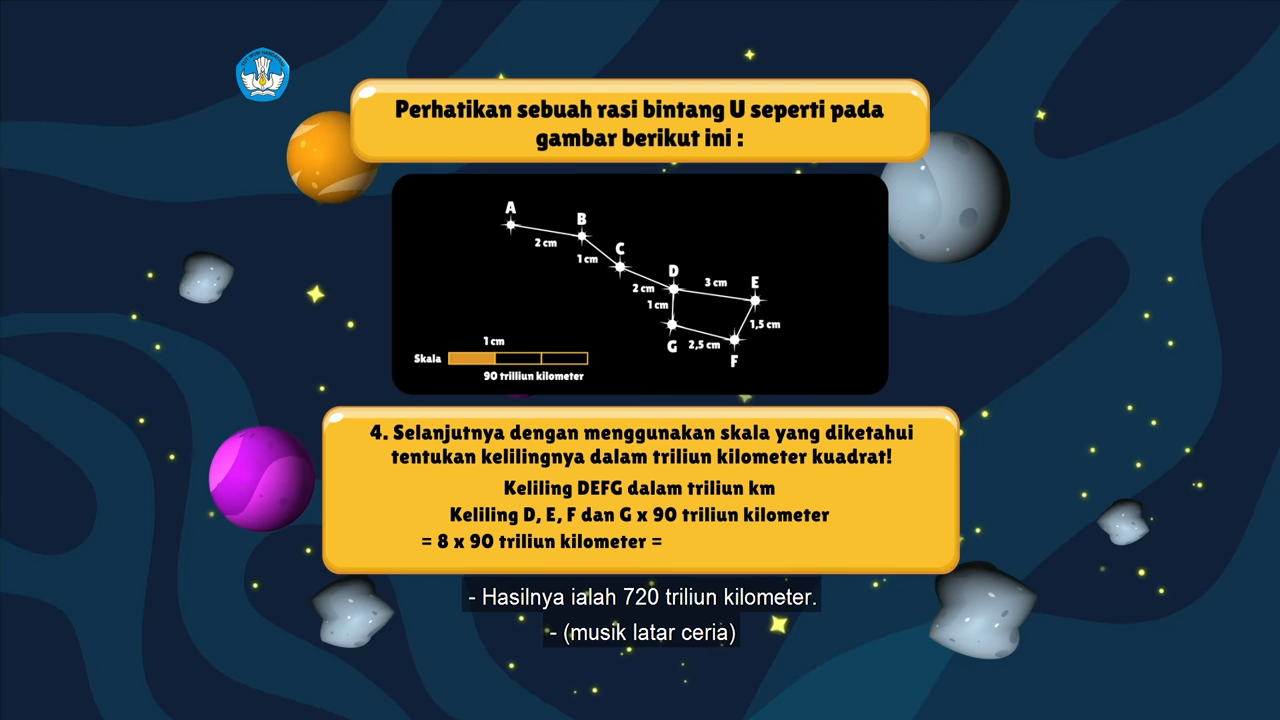 Perhatikan sebuah rasi bintang U seperti pada
gambar berikut ini :
A
B
2 cm
C
1 cm
D
E
3 cm
2 cm
1 cm
1,5 cm
G
2,5 cm
F
1 cm
Skala
90 trilliun kilometer
4. Selanjutnya dengan menggunakan skala yang diketahui
tentukan kelilingnya dalam triliun kilometer kuadrat!
Keliling DEFG dalam triliun km
Keliling D, E, F dan G x 90 triliun kilometer
= 8 x 90 triliun kilometer =
- Hasilnya ialah 720 triliun kilometer.
- (musik latar ceria)